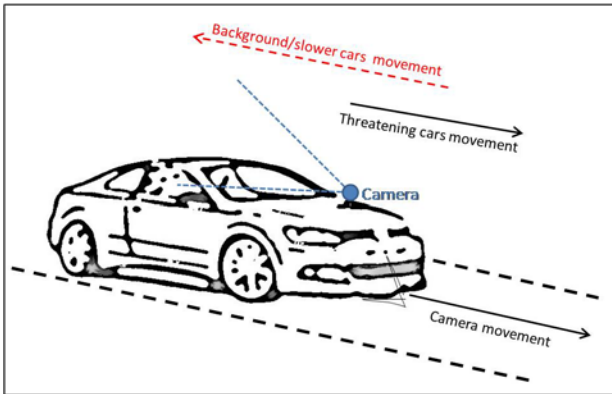 Background/slower cars movement
Threatening cars movement
Camera
Camera movement